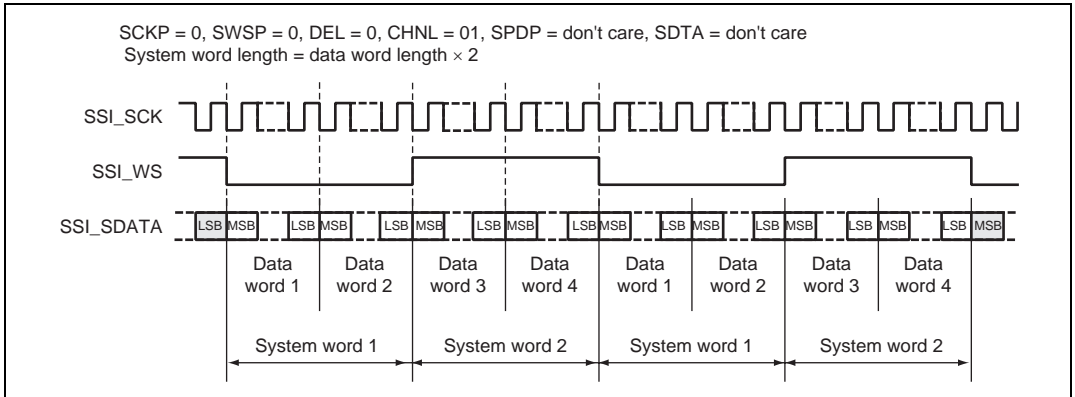 SCKP = 0, SWSP = 0, DEL = 0, CHNL = 01, SPDP = don't care, SDTA = don't care
System word length = data word length × 2
SSI_SCK
SSI_WS
SSI_SDATA LSB MSB LSB MSB LSB MSB LSB MSB LSB MSB LSB MSB LSB MSB LSB MSB LSB MSB
Data Data Data Data Data Data Data Data
word 1 word 2 word 3 word 4 word 1 word 2 word 3 word 4
System word 1 System word 2 System word 1 System word 2